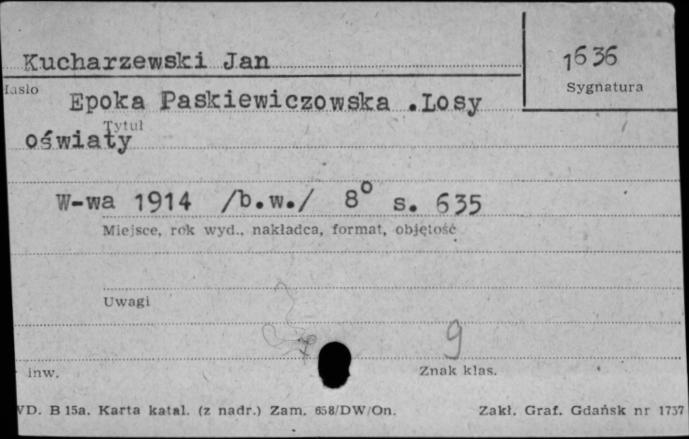 Kucharzewski Jan
1636
Hasło
Sygnatura
Epoka Paskiewiczowska .Losy
Tytuł
oświaty
W-wa 1914 /b.w./ 8° s. 635
Miejsce, rok wyd., nakładca, format, objętość
Uwagi
9
inw.
Znak klas.
WD. B 15a. Karta katal. (z nadr.) Zam. 658/DW/On. Zakł. Graf. Gdańsk nr 1737